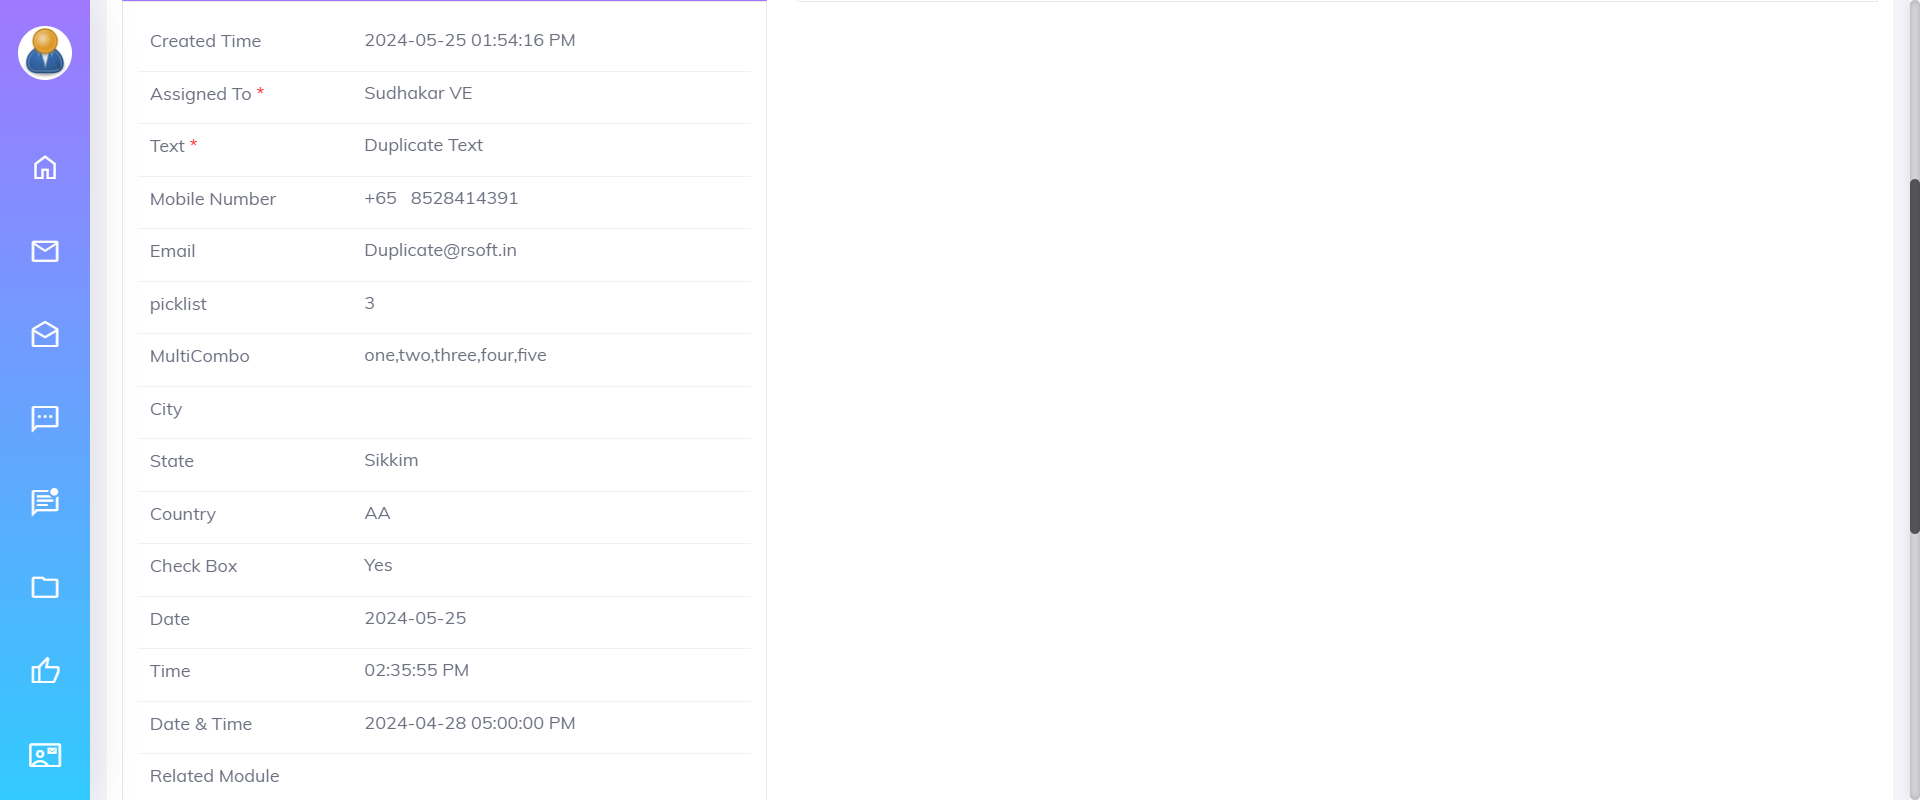 Created Time 2024-05-25 01:54:16 PM
Assigned To * Sudhakar VE
Text * Duplicate Text
Mobile Number +65 8528414391
Email Duplicate@rsoft.in
picklist 3
MultiCombo one,two,three,four,five
City
State Sikkim
Country AA
Check Box Yes
Date 2024-05-25
Time 02:35:55 PM
Date & Time 2024-04-28 05:00:00 PM
Related Module